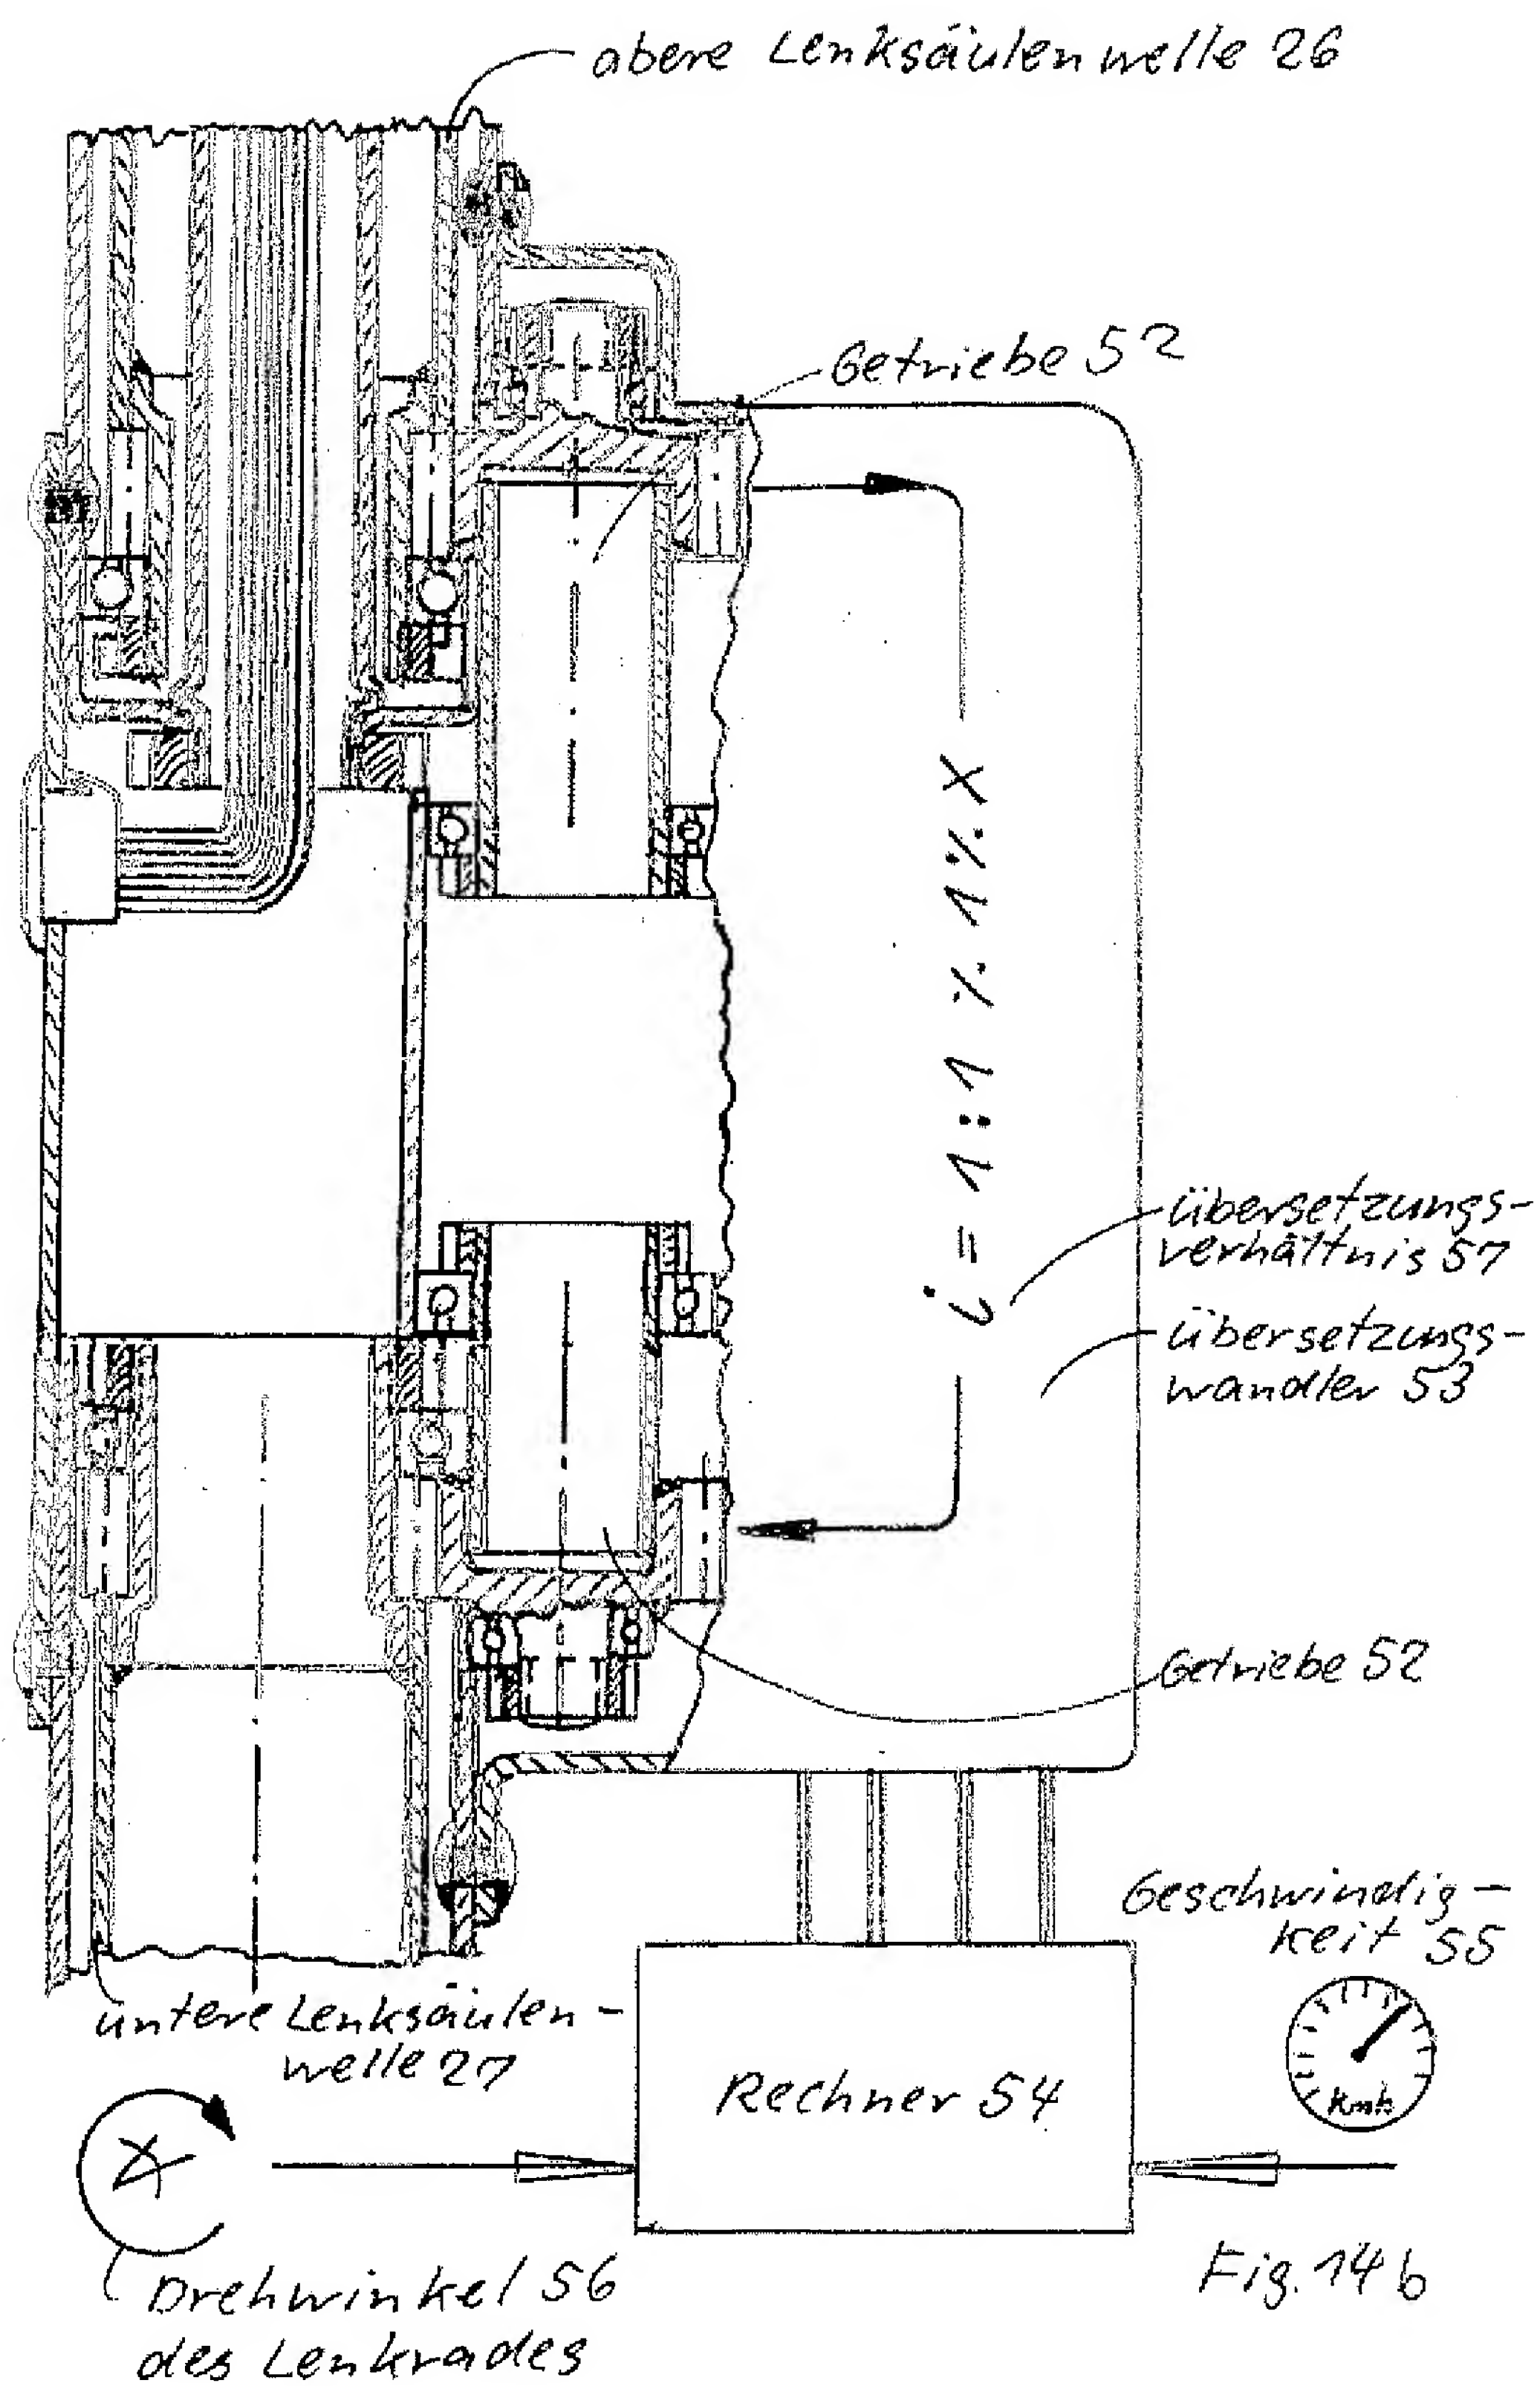 obere Lenksäulenwelle 26
Getriebe 52
i = 1:1 ÷ 1÷X
übersetzungs-
verhältnis 57
übersetzungs-
wandler 53
Getriebe 52
Geschwindig-
keit 55
Kmh
untere Lenksäulen-
welle 27
Rechner 54
Drehwinkel 56
des Lenkrades
Fig. 14b